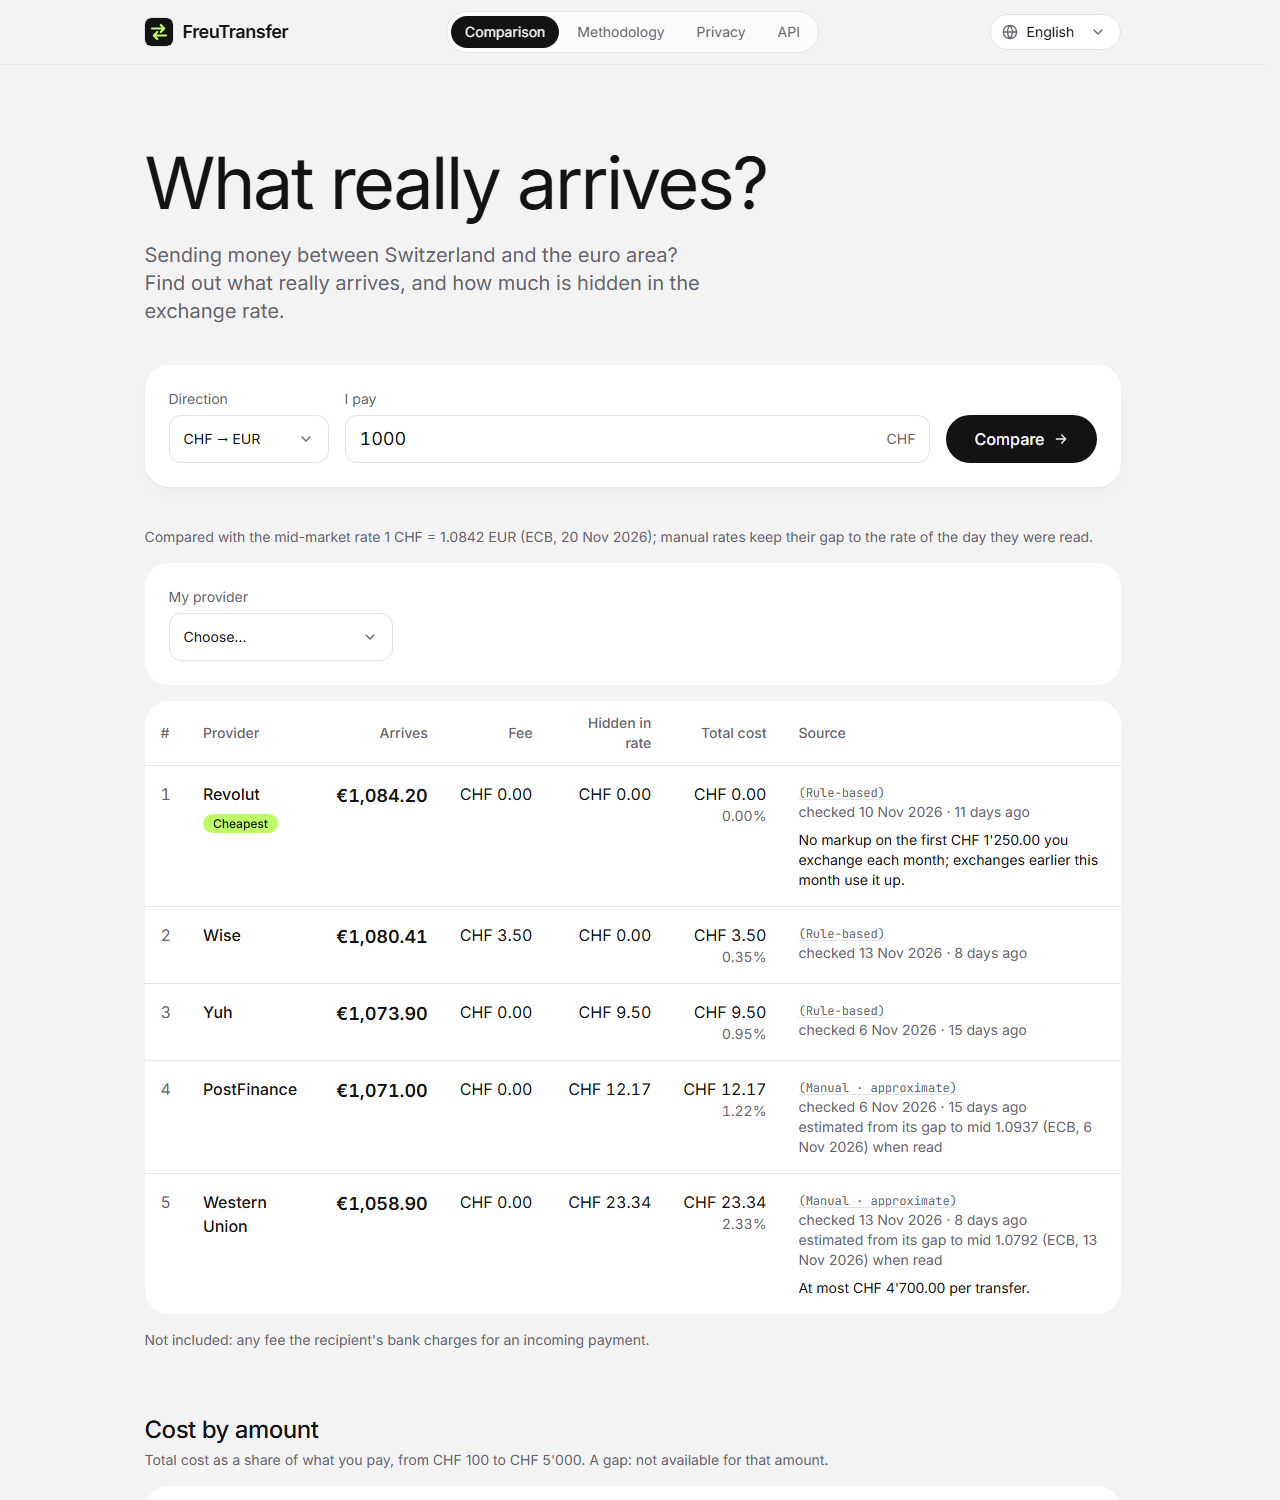 FreuTransfer
Comparison
Methodology
Privacy
API
English
What really arrives?
Sending money between Switzerland and the euro area?
Find out what really arrives, and how much is hidden in the
exchange rate.
Direction
I pay
CHF → EUR
1000
CHF
Compare →
Compared with the mid-market rate 1 CHF = 1.0842 EUR (ECB, 20 Nov 2026); manual rates keep their gap to the rate of the day they were read.
My provider
Choose...
# Provider Arrives Fee Hidden in rate Total cost Source
1 Revolut €1,084.20 CHF 0.00 CHF 0.00 CHF 0.00 (Rule-based)
Cheapest 0.00% checked 10 Nov 2026 · 11 days ago
No markup on the first CHF 1'250.00 you
exchange each month; exchanges earlier this
month use it up.
2 Wise €1,080.41 CHF 3.50 CHF 0.00 CHF 3.50 (Rule-based)
0.35% checked 13 Nov 2026 · 8 days ago
3 Yuh €1,073.90 CHF 0.00 CHF 9.50 CHF 9.50 (Rule-based)
0.95% checked 6 Nov 2026 · 15 days ago
4 PostFinance €1,071.00 CHF 0.00 CHF 12.17 CHF 12.17 (Manual · approximate)
1.22% checked 6 Nov 2026 · 15 days ago
estimated from its gap to mid 1.0937 (ECB, 6
Nov 2026) when read
5 Western €1,058.90 CHF 0.00 CHF 23.34 CHF 23.34 (Manual · approximate)
Union 2.33% checked 13 Nov 2026 · 8 days ago
estimated from its gap to mid 1.0792 (ECB, 13
Nov 2026) when read
At most CHF 4'700.00 per transfer.
Not included: any fee the recipient's bank charges for an incoming payment.
Cost by amount
Total cost as a share of what you pay, from CHF 100 to CHF 5'000. A gap: not available for that amount.